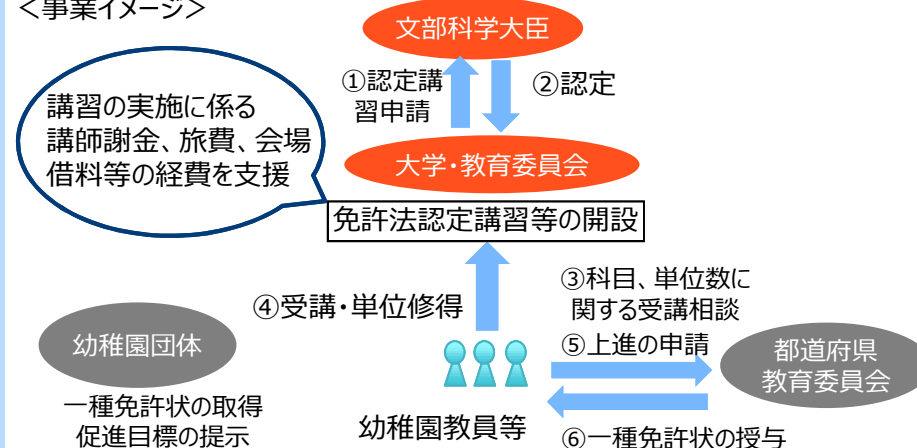 <事業イメージ>
文部科学大臣
①認定講
習申請
②認定
講習の実施に係る
講師謝金、旅費、会場
借料等の経費を支援
大学・教育委員会
免許法認定講習等の開設
③科目、単位数に
関する受講相談
④受講・単位修得
⑤上進の申請
幼稚園団体
都道府県
教育委員会
一種免許状の取得
促進目標の提示
幼稚園教員等
⑥一種免許状の授与